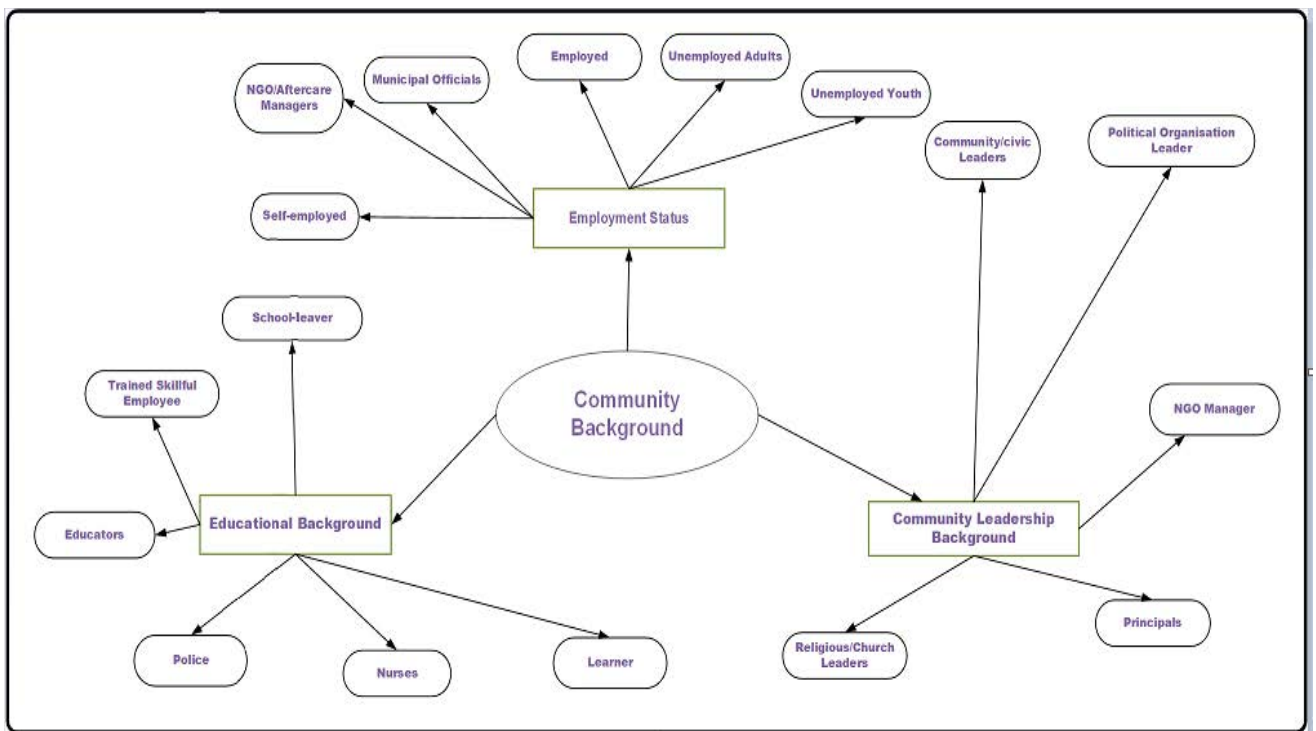 Employed
Unemployed Adults
NGO/Aftercare
Managers
Municipal Officials
Unemployed Youth
Community/civic
Leaders
Political Organisation
Leader
Self-employed
Employment Status
School-leaver
Trained Skillful
Employee
Community
Background
NGO Manager
Educational Background
Educators
Community Leadership
Background
Police
Nurses
Learner
Religious/Church
Leaders
Principals